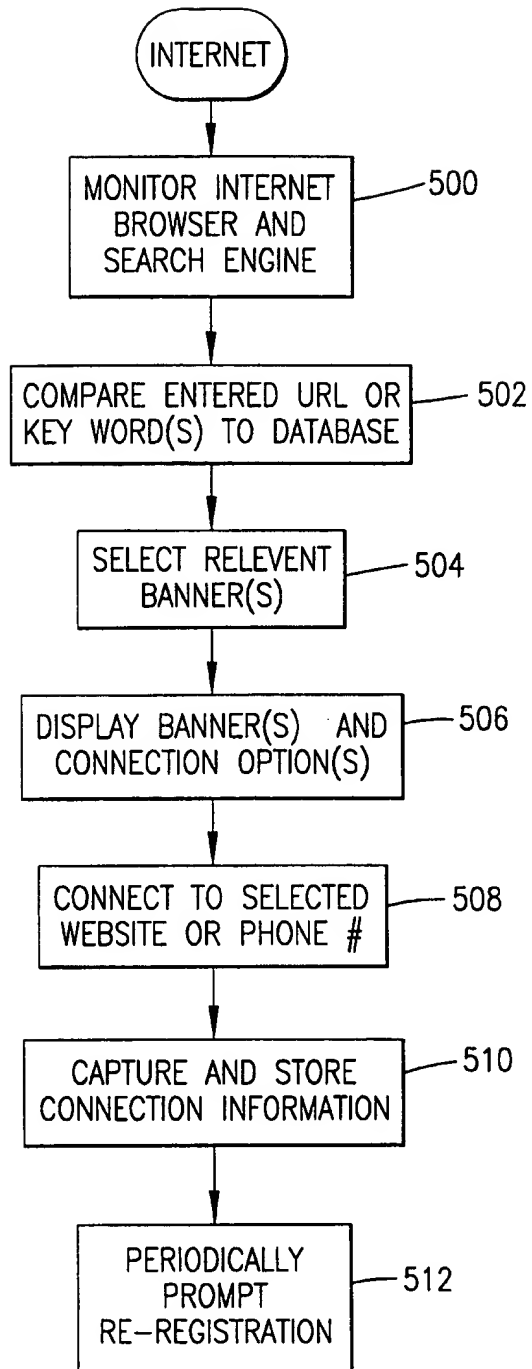 INTERNET
MONITOR INTERNET
BROWSER AND
SEARCH ENGINE
500
COMPARE ENTERED URL OR
KEY WORD(S) TO DATABASE
502
SELECT RELEVENT
BANNER(S)
504
DISPLAY BANNER(S) AND
CONNECTION OPTION(S)
506
CONNECT TO SELECTED
WEBSITE OR PHONE #
508
CAPTURE AND STORE
CONNECTION INFORMATION
510
PERIODICALLY
PROMPT
RE-REGISTRATION
512